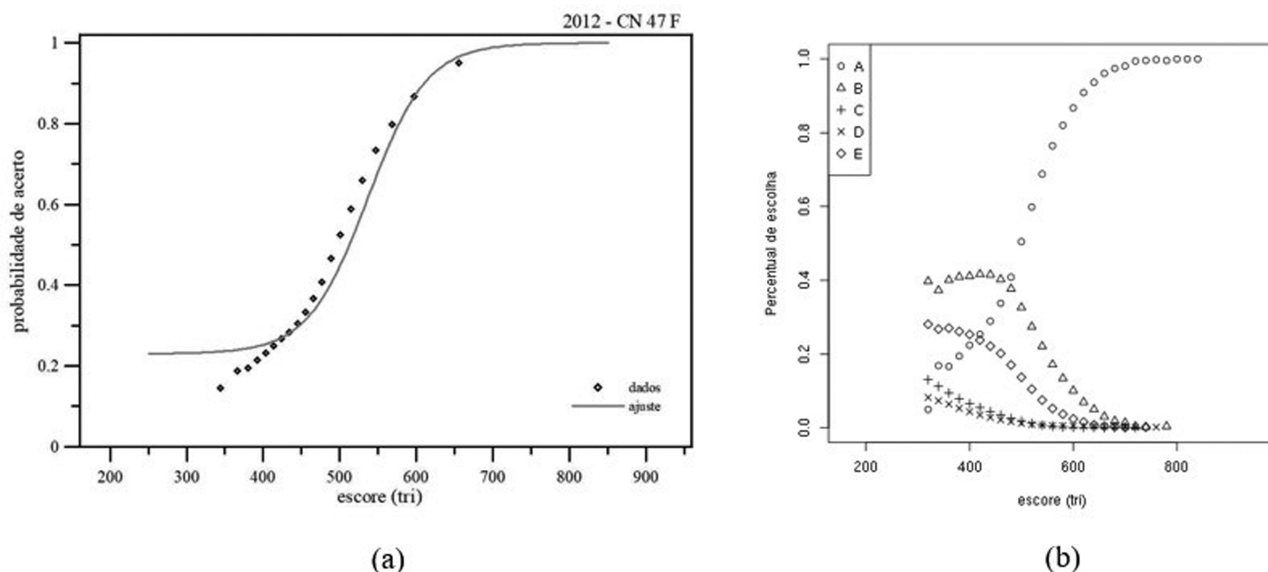 2012 - CN 47 F
1
0.8
0.6
0.4
0.2
0
probabilidade de acerto
dados
ajuste
200 300 400 500 600 700 800 900
escore (tri)
(a)
A
B
C
D
E
1.0
0.8
0.6
0.4
0.2
0.0
Percentual de escolha
200 400 600 800
escore (tri)
(b)